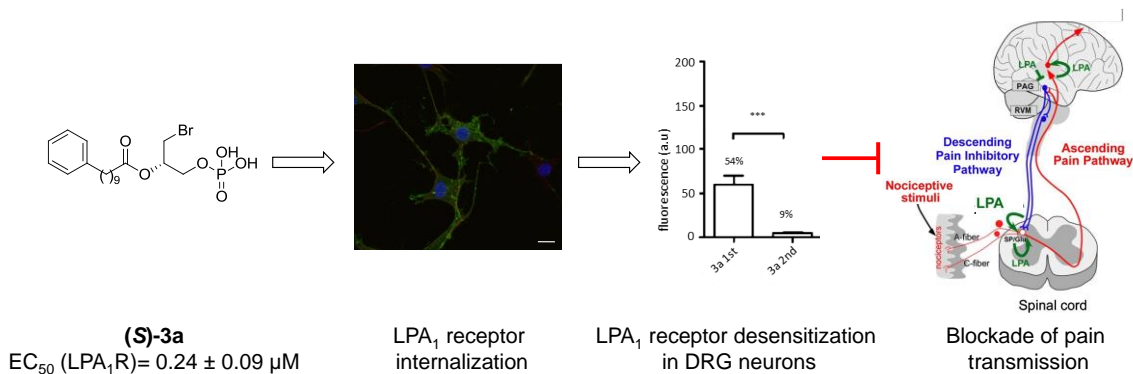 Br
O
OH
OH
( )9
O
O
P
O
(S)-3a
EC50 (LPA1R)= 0.24 ± 0.09 µM
LPA1 receptor
internalization
fluorescence (a.u)
200
150
100
50
0
***
54%
9%
3a 1st
3a 2nd
LPA1 receptor desensitization
in DRG neurons
LPA
LPA
PAG
RVM
Descending
Pain Inhibitory
Pathway
Ascending
Pain Pathway
Nociceptive
stimuli
LPA
A-fiber
SP/Glu
nociceptors
C-fiber
LPA
Spinal cord
Blockade of pain
transmission